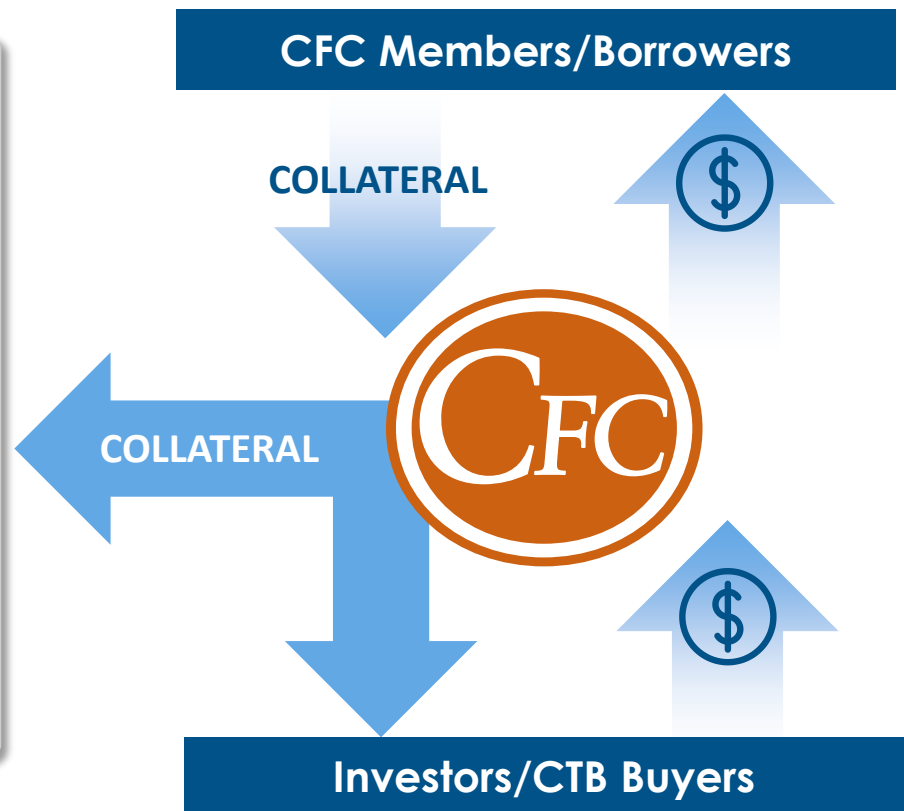 CFC Members/Borrowers
COLLATERAL
$
CFC
COLLATERAL
$
Investors/CTB Buyers